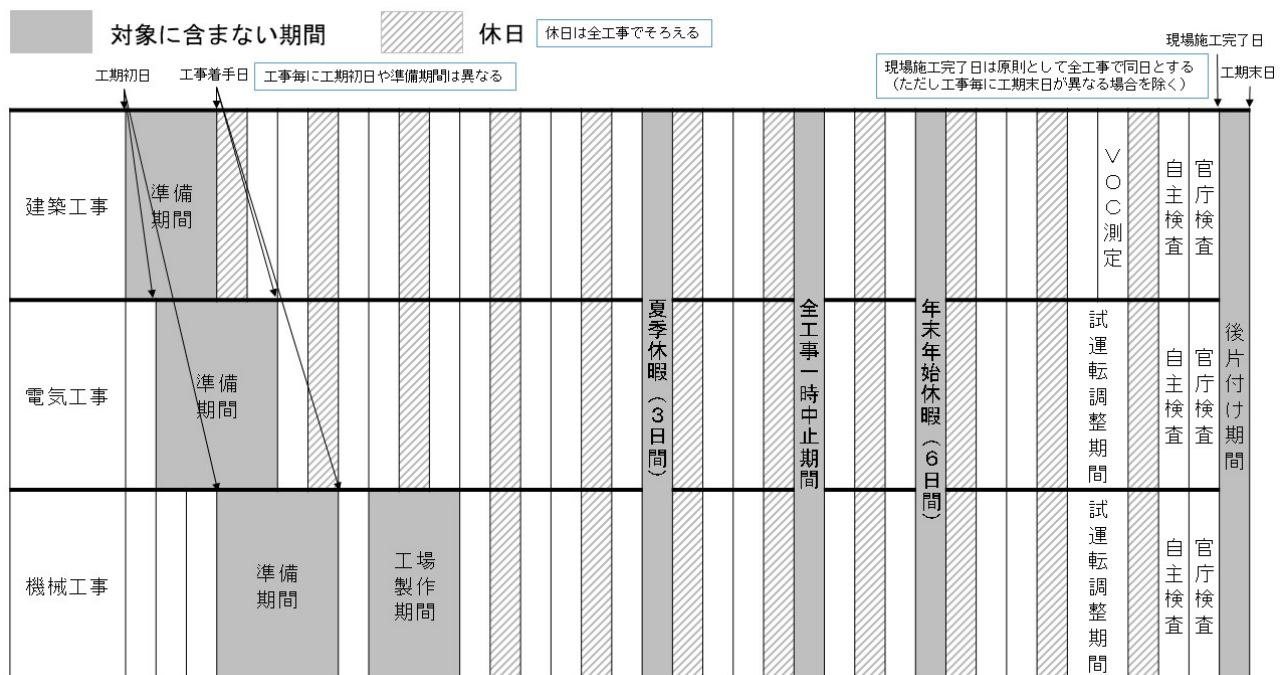 対象に含まない期間
休日
休日は全工事でそろえる
工期初日
工事着手日
工事毎に工期初日や準備期間は異なる
現場施工完了日は原則として全工事で同日とする
（ただし工事毎に工期末日が異なる場合を除く）
現場施工完了日
工期末日
建築工事
準備
期間
VOC測定
自主検査
官庁検査
電気工事
準備
期間
夏季休暇（3日間）
全工事一時中止期間
年末年始休暇（6日間）
試運転調整期間
自主検査
官庁検査
後片付け期間
機械工事
準備
期間
工場
製作
期間
試運転調整期間
自主検査
官庁検査